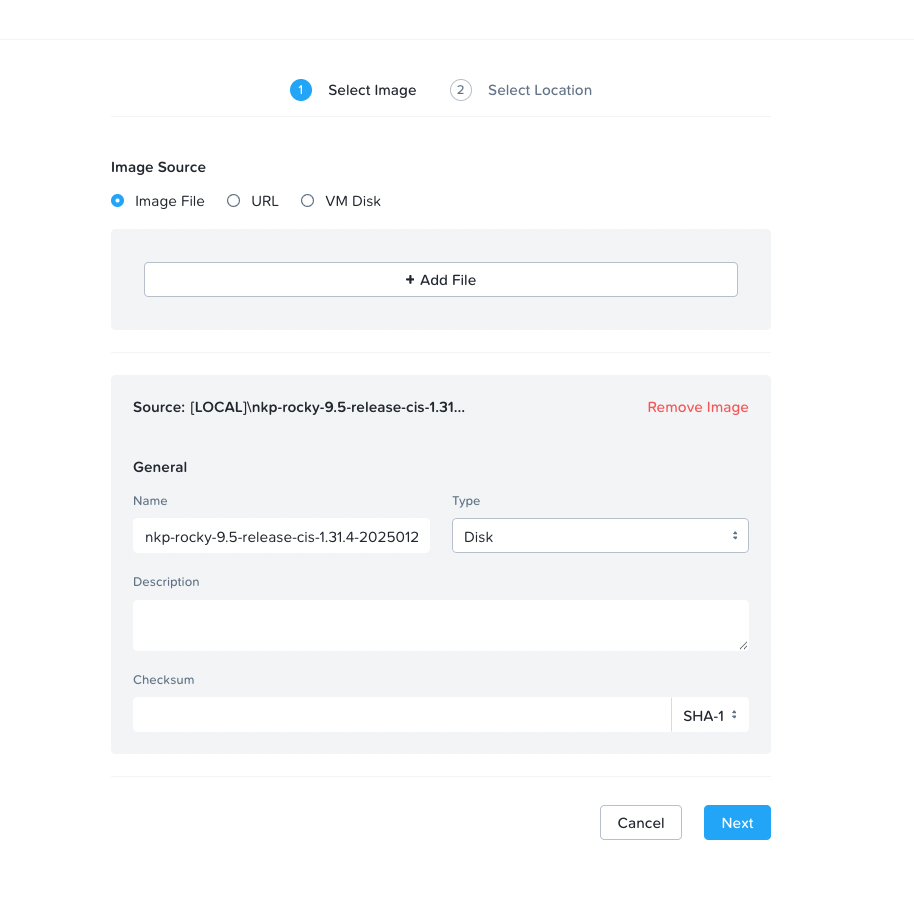 1 Select Image 2 Select Location
Image Source
Image File URL VM Disk
+ Add File
Source: [LOCAL]\nkp-rocky-9.5-release-cis-1.31... Remove Image
General
Name Type
nkp-rocky-9.5-release-cis-1.31.4-2025012 Disk
Description
Checksum
SHA-1
Cancel Next